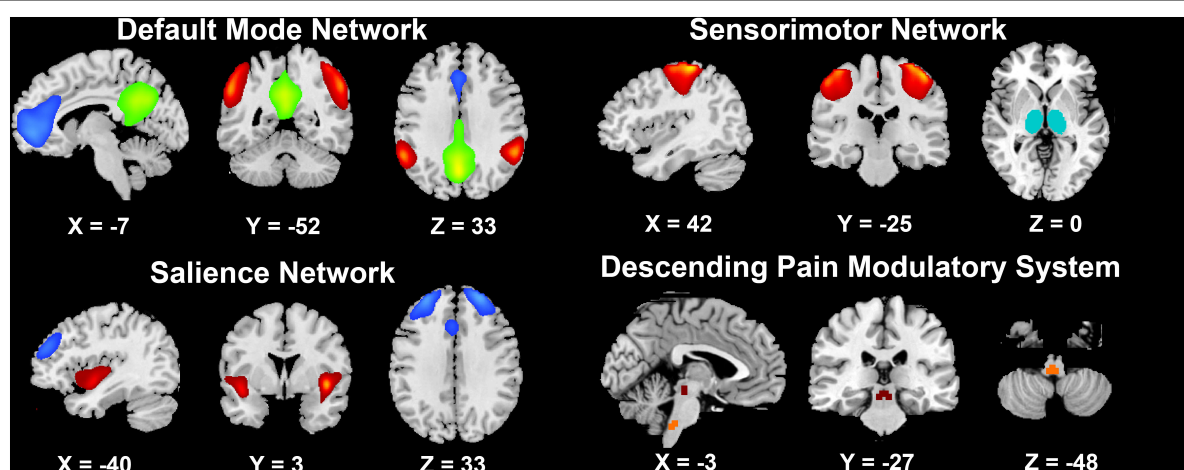 Default Mode Network
X = -7
Y = -52
Z = 33
Sensorimotor Network
X = 42
Y = -25
Z = 0
Salience Network
X = -40
Y = 3
Z = 33
Descending Pain Modulatory System
X = -3
Y = -27
Z = -48